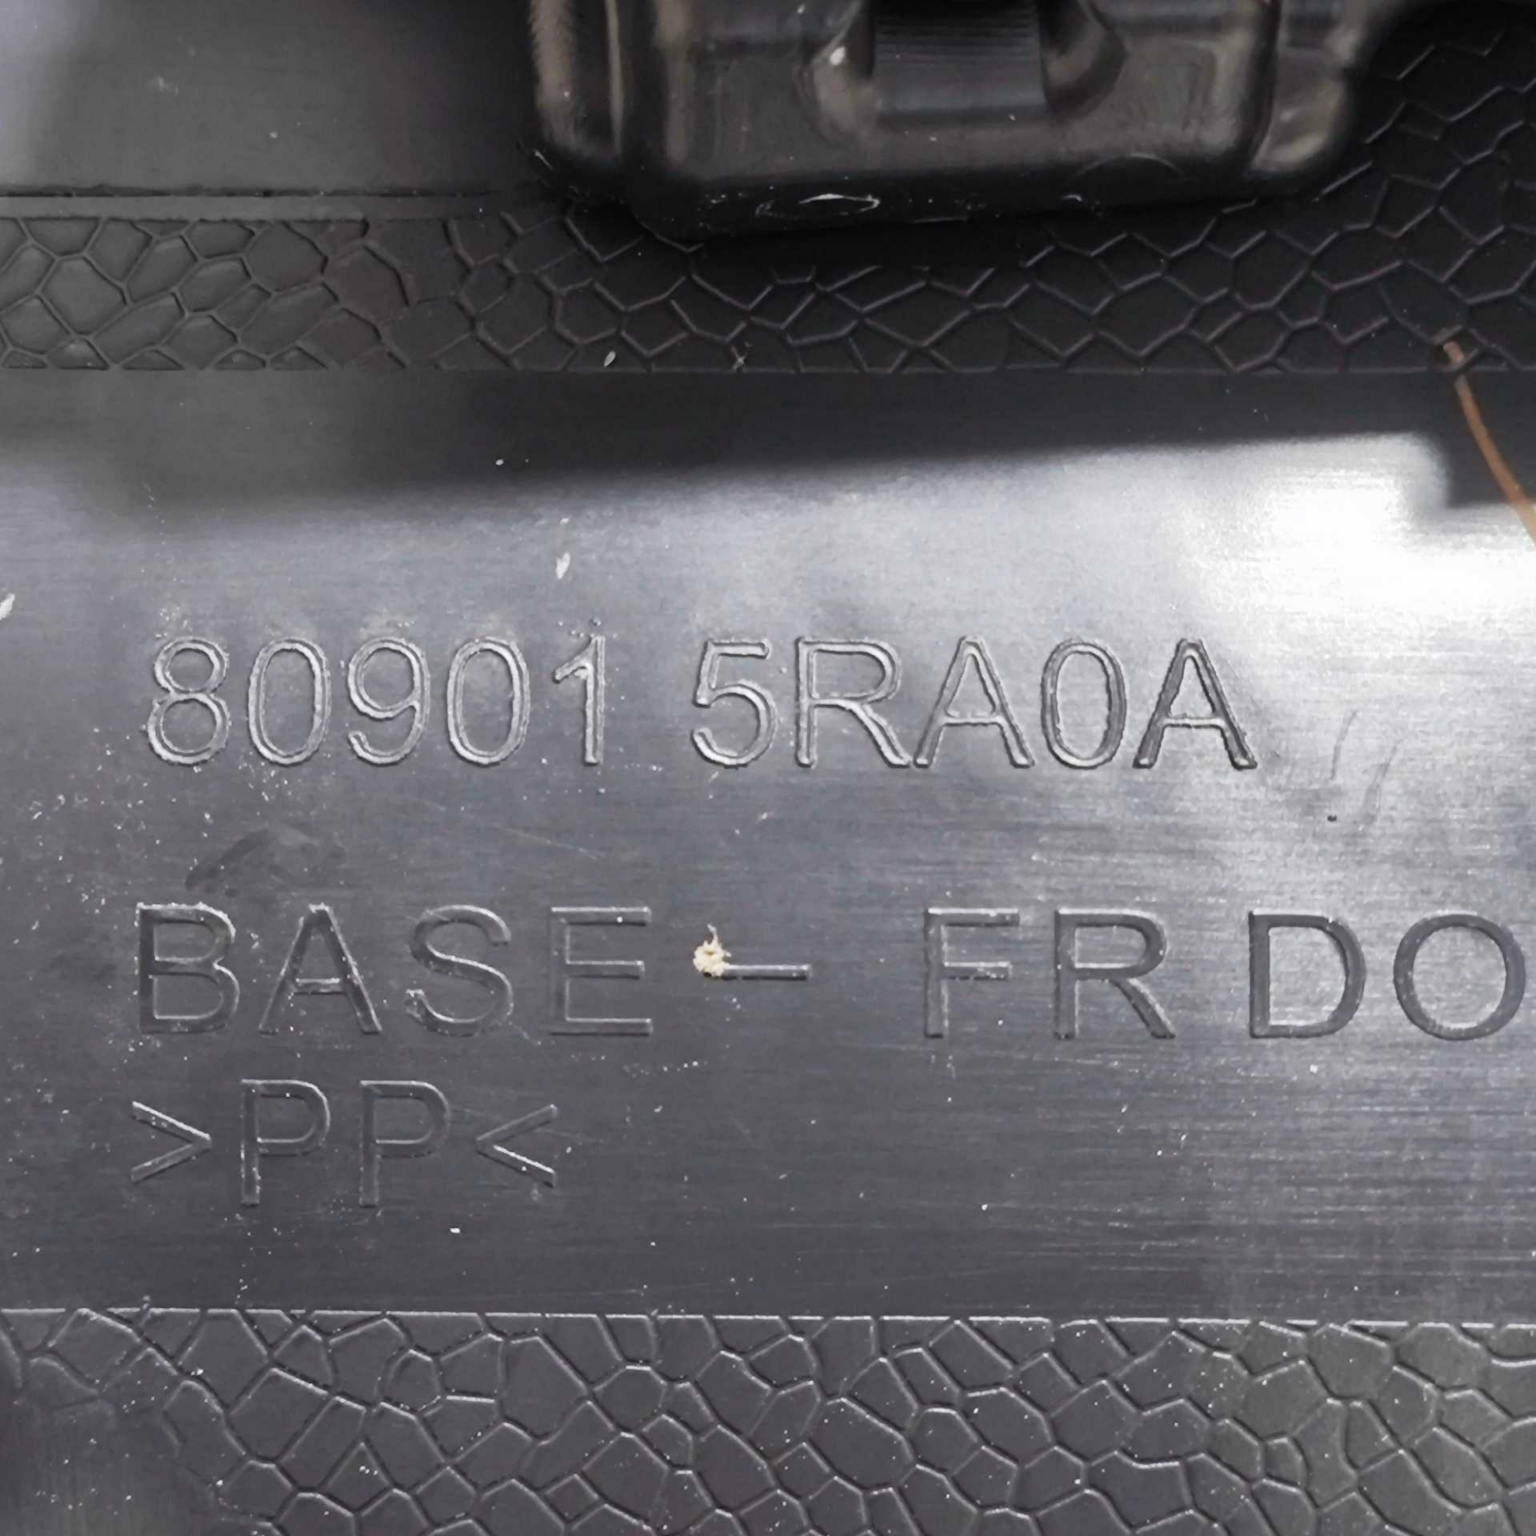 80901 5RA0A
BASE - FR DO
>PP<